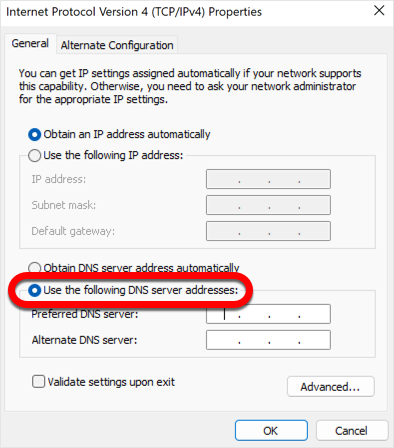 Internet Protocol Version 4 (TCP/IPv4) Properties
General
Alternate Configuration
You can get IP settings assigned automatically if your network supports
this capability. Otherwise, you need to ask your network administrator
for the appropriate IP settings.
Obtain an IP address automatically
Use the following IP address:
IP address:
. . .
Subnet mask:
. . .
Default gateway:
. . .
Obtain DNS server address automatically
Use the following DNS server addresses:
Preferred DNS server:
. . .
Alternate DNS server:
. . .
Validate settings upon exit
Advanced...
OK
Cancel